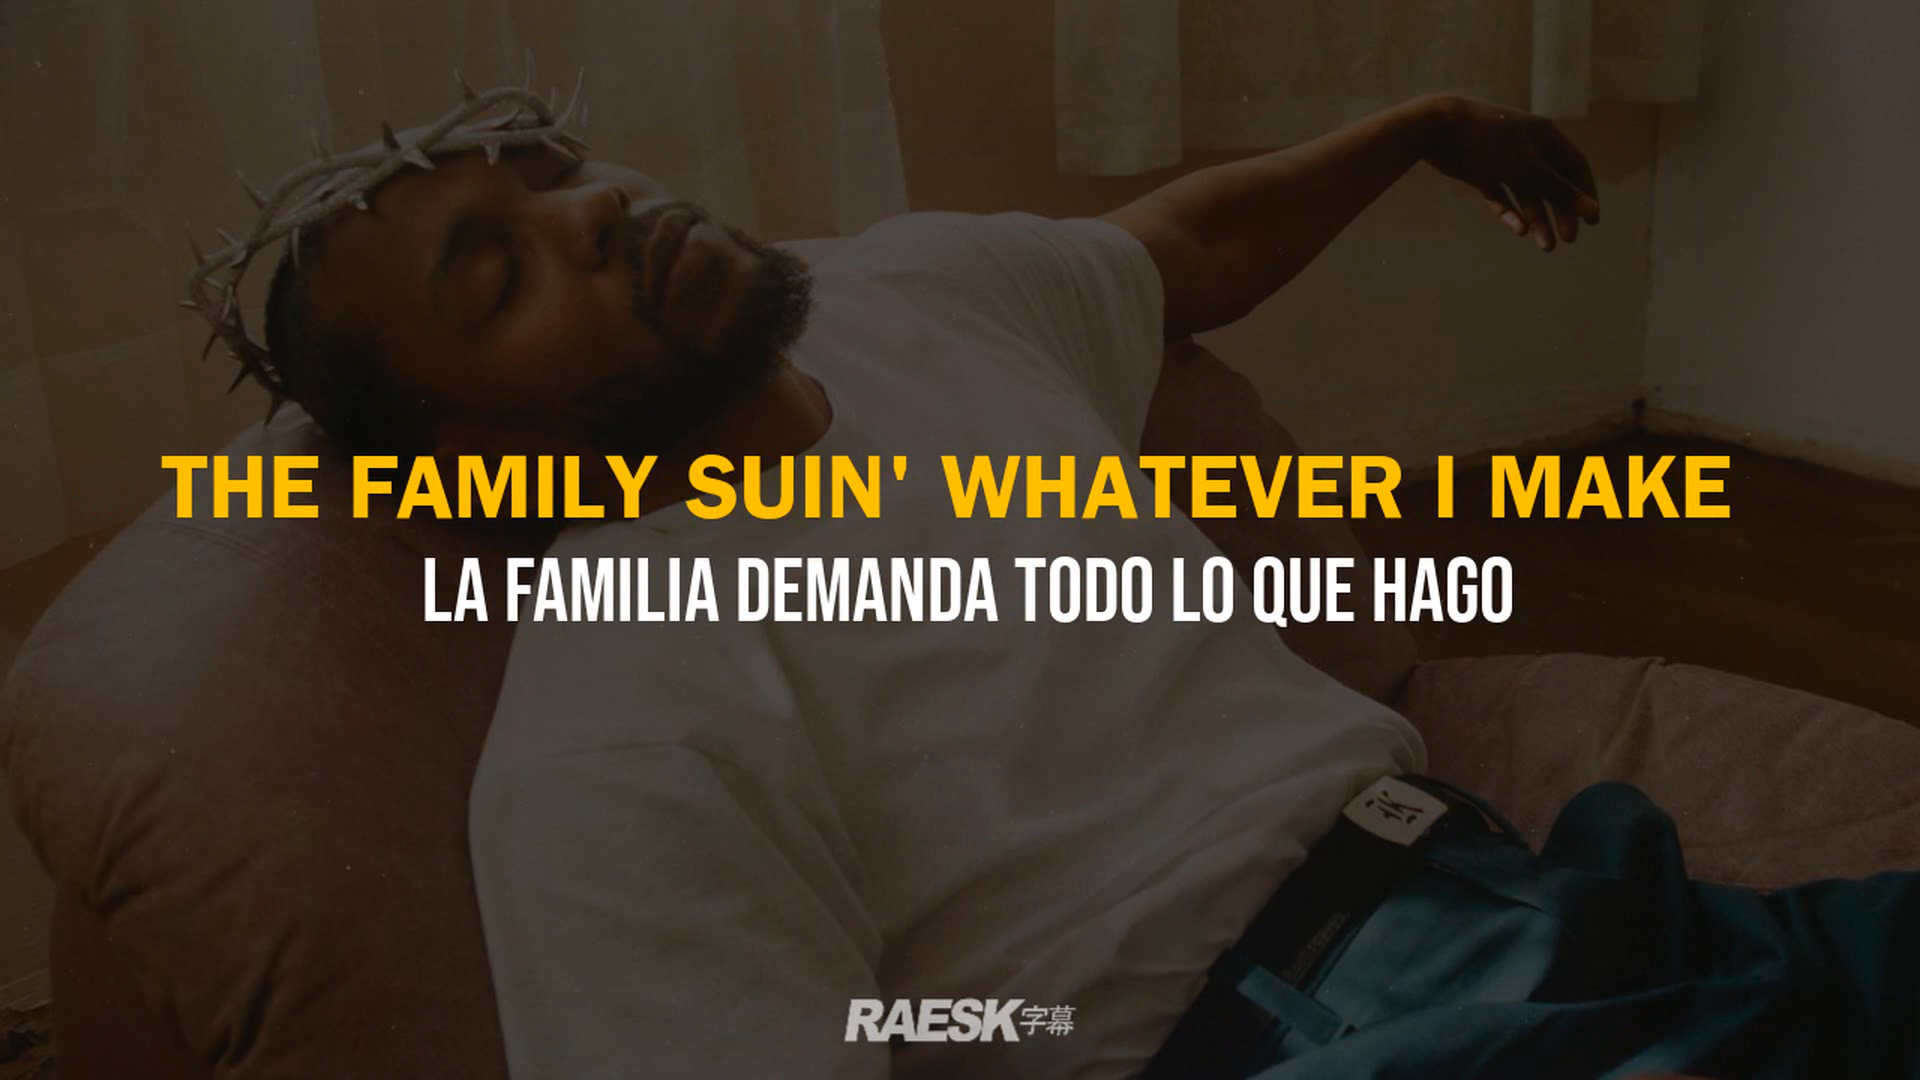 THE FAMILY SUIN' WHATEVER I MAKE
LA FAMILIA DEMANDA TODO LO QUE HAGO
RAESK字幕